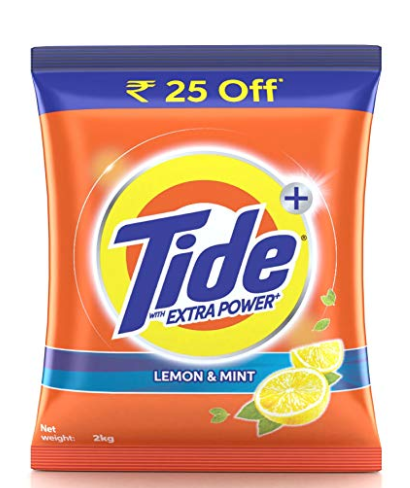 ₹ 25 Off*
+
Tide®
WITH EXTRA POWER+
LEMON & MINT
Net
weight: 2kg